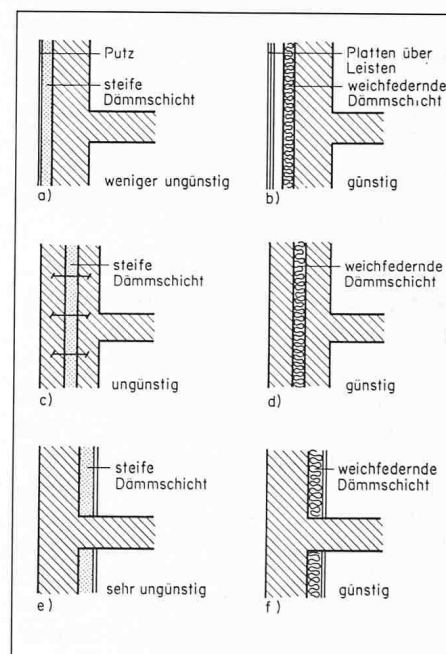 Putz
steife
Dämmschicht
weniger ungünstig
a)
Platten über
Leisten
weichfedernde
Dämmschicht
günstig
b)
steife
Dämmschicht
ungünstig
c)
weichfedernde
Dämmschicht
günstig
d)
steife
Dämmschicht
sehr ungünstig
e)
weichfedernde
Dämmschicht
günstig
f)